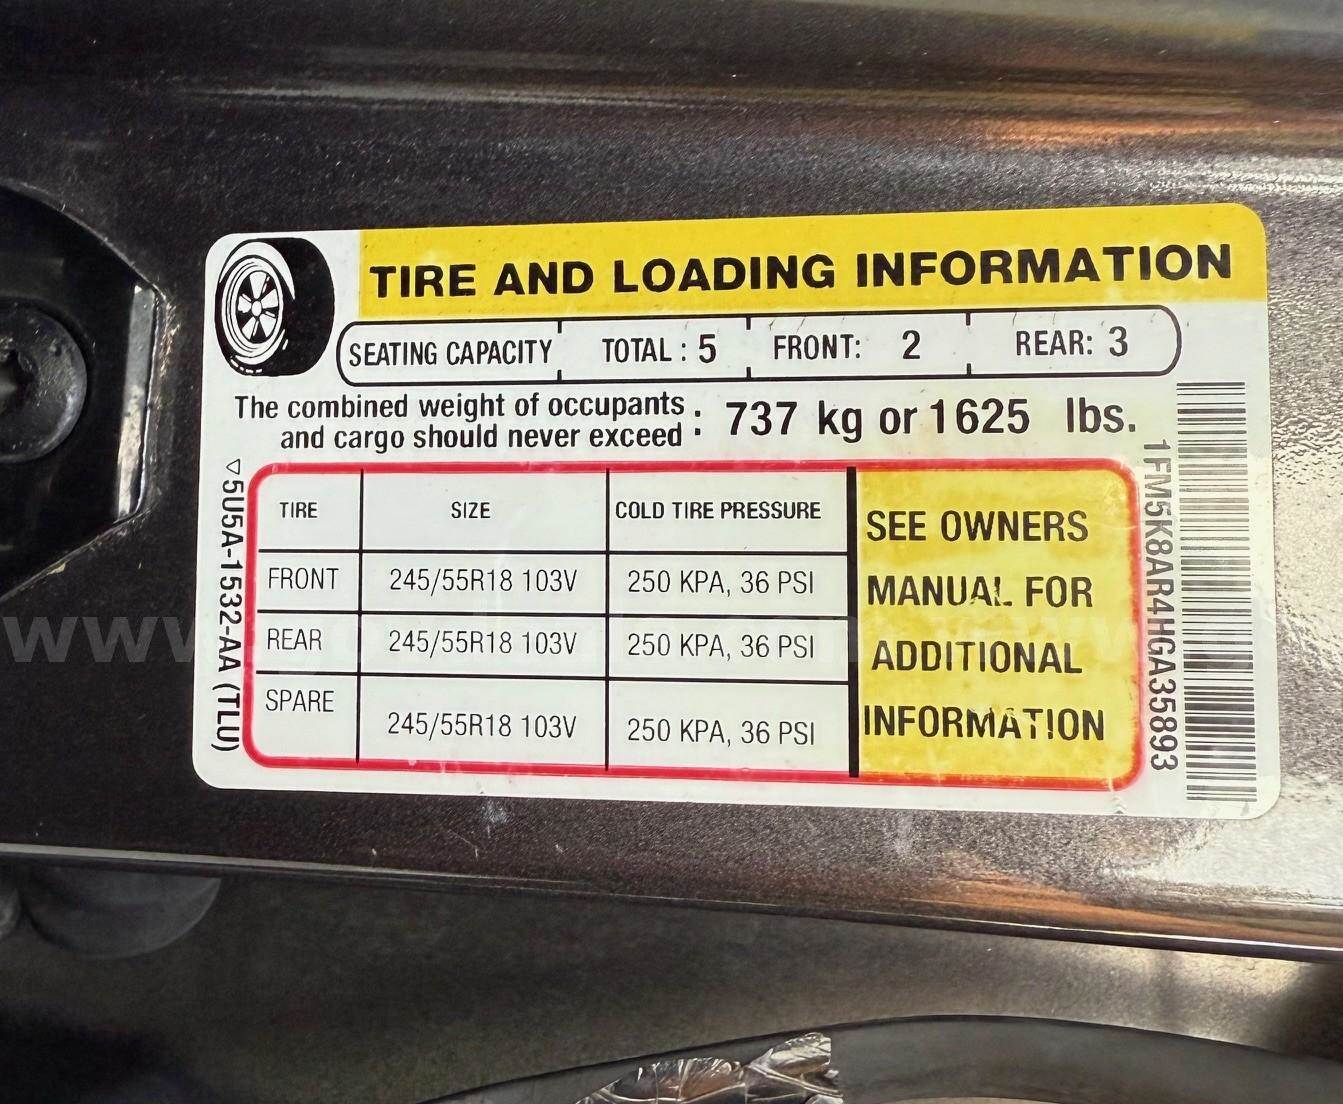 TIRE AND LOADING INFORMATION
SEATING CAPACITY TOTAL : 5 FRONT: 2 REAR: 3
The combined weight of occupants
and cargo should never exceed : 737 kg or 1625 lbs.
TIRE SIZE COLD TIRE PRESSURE
FRONT 245/55R18 103V 250 KPA, 36 PSI
REAR 245/55R18 103V 250 KPA, 36 PSI
SPARE 245/55R18 103V 250 KPA, 36 PSI
SEE OWNERS
MANUAL FOR
ADDITIONAL
INFORMATION
5U5A-1532-AA (TLU)
1FM5K8AR4HGA35893
www.